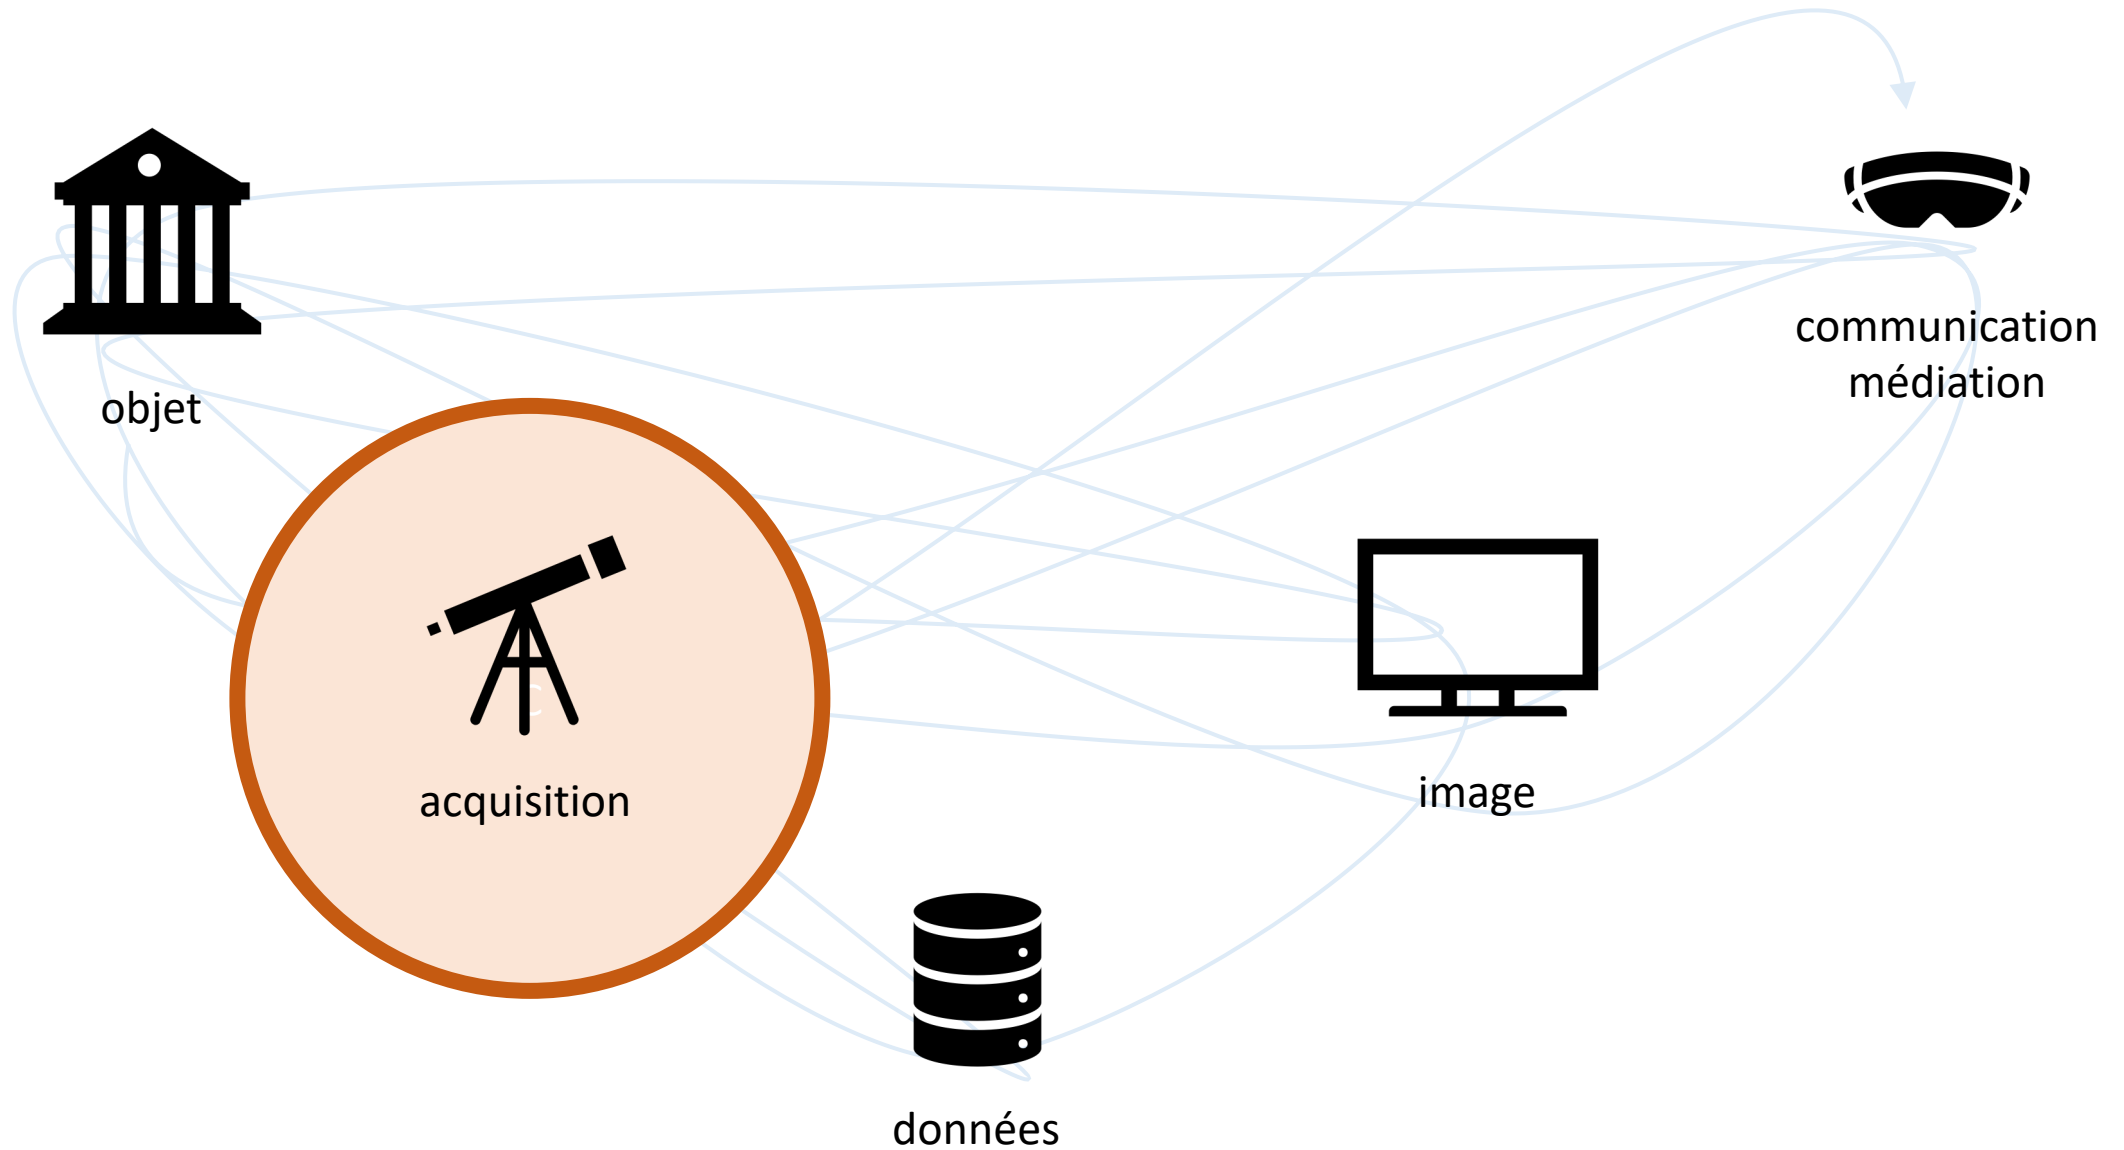 objet
communication
médiation
acquisition
c
image
données